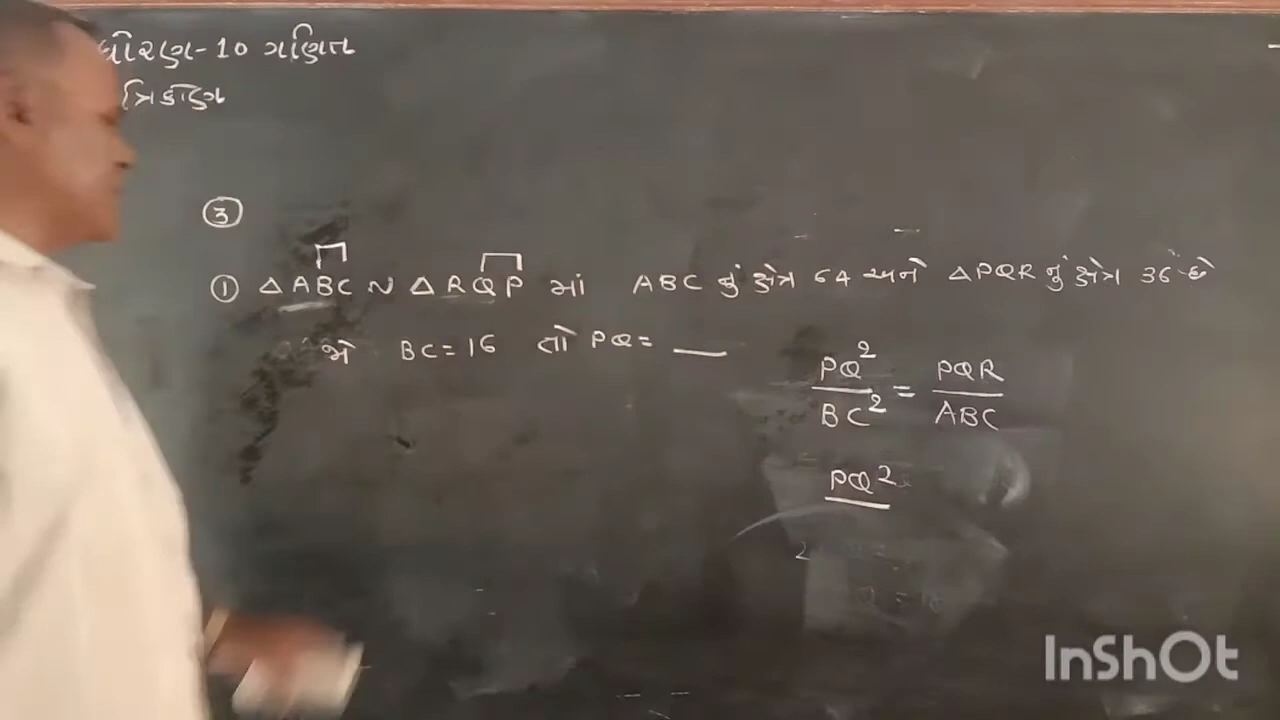 ધોરણ-10 ગણિત
ત્રિકોણ
3
1 △ABC ~ △RQP માં ABC નું ક્ષેત્ર 64 અને △PQR નું ક્ષેત્ર 36 છે
જો BC = 16 તો PQ = __
PQ²/BC² = PQR/ABC
PQ²
InShOt